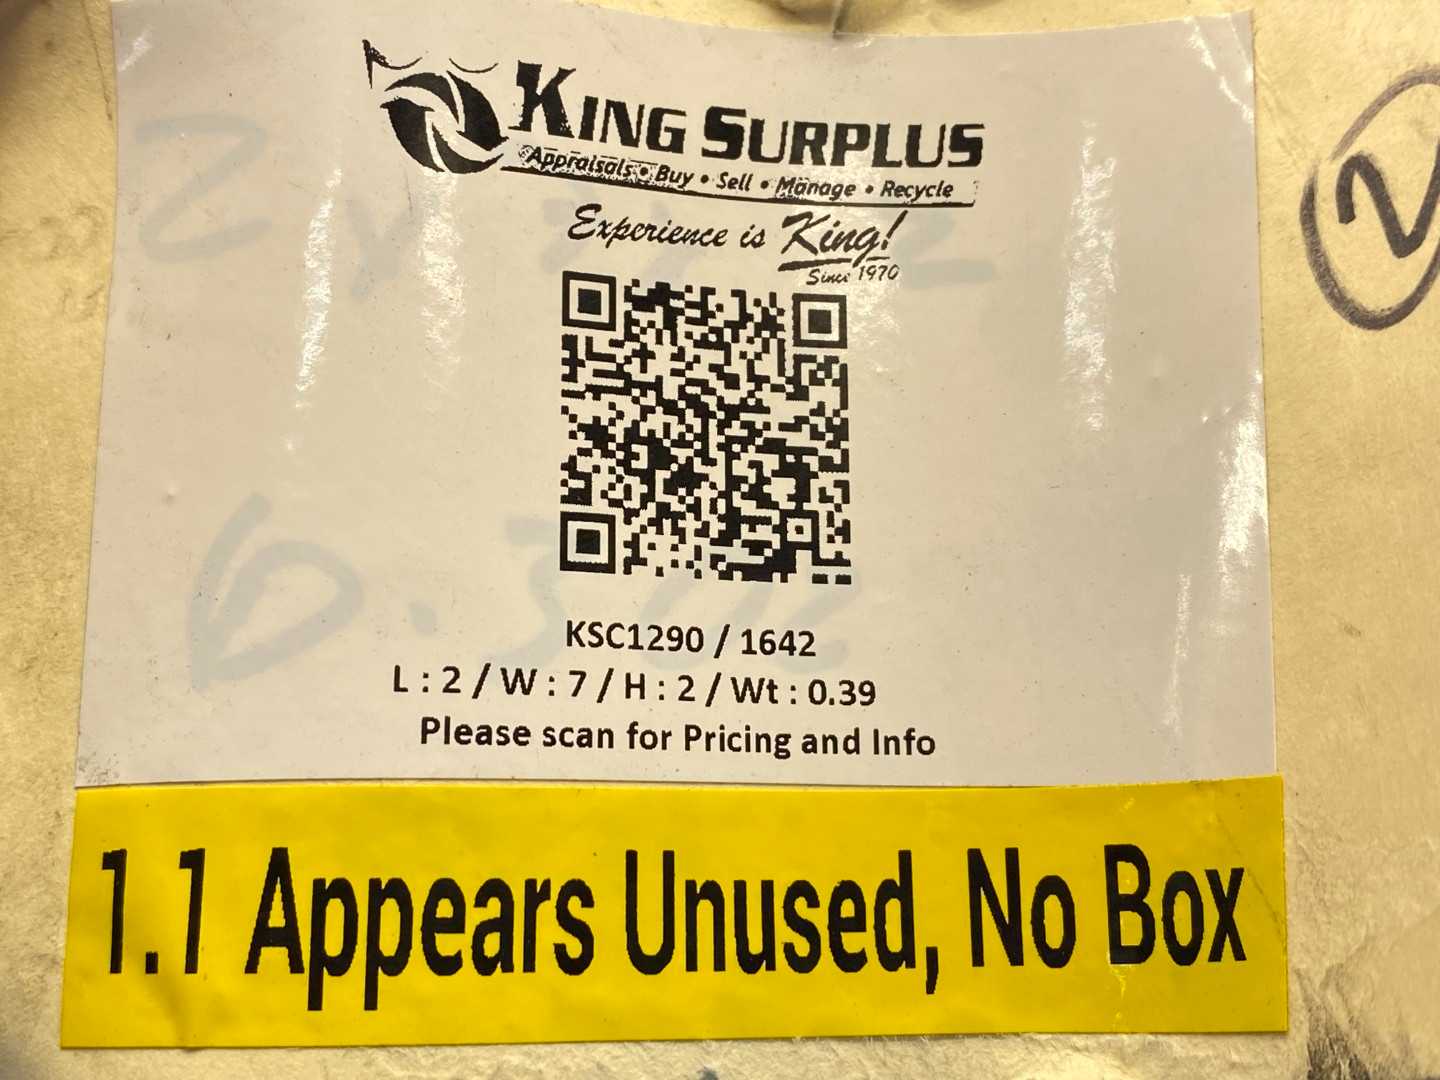 KING SURPLUS
Appraisals • Buy • Sell • Manage • Recycle
Experience is King!
Since 1970
2
KSC1290 / 1642
L : 2 / W : 7 / H : 2 / Wt : 0.39
Please scan for Pricing and Info
1.1 Appears Unused, No Box